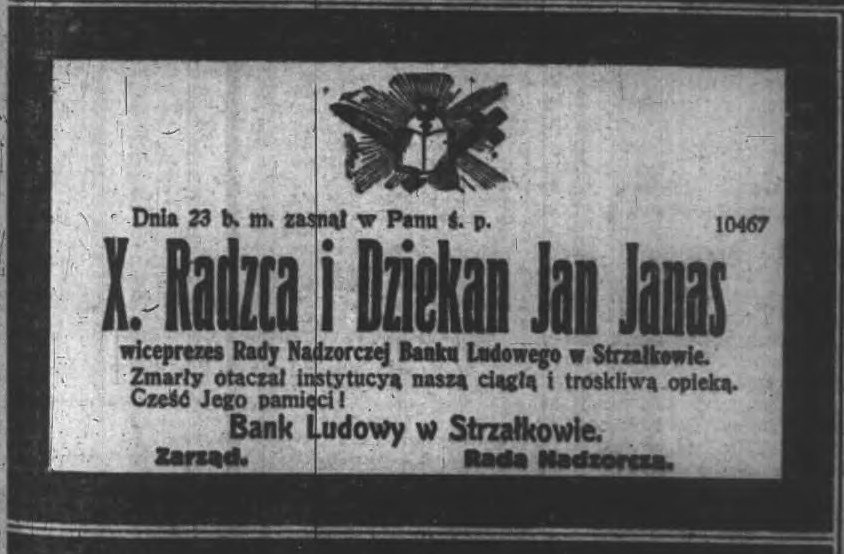 Dnia 23 b. m. zasnął w Panu ś. p. 10467
X. Radzca i Dziekan Jan Janas
wiceprezes Rady Nadzorczej Banku Ludowego w Strzałkowie.
Zmarły otaczał instytucyą naszą ciągłą i troskliwą opieką.
Cześć Jego pamięci!
Bank Ludowy w Strzałkowie.
Zarząd. Rada Nadzorcza.